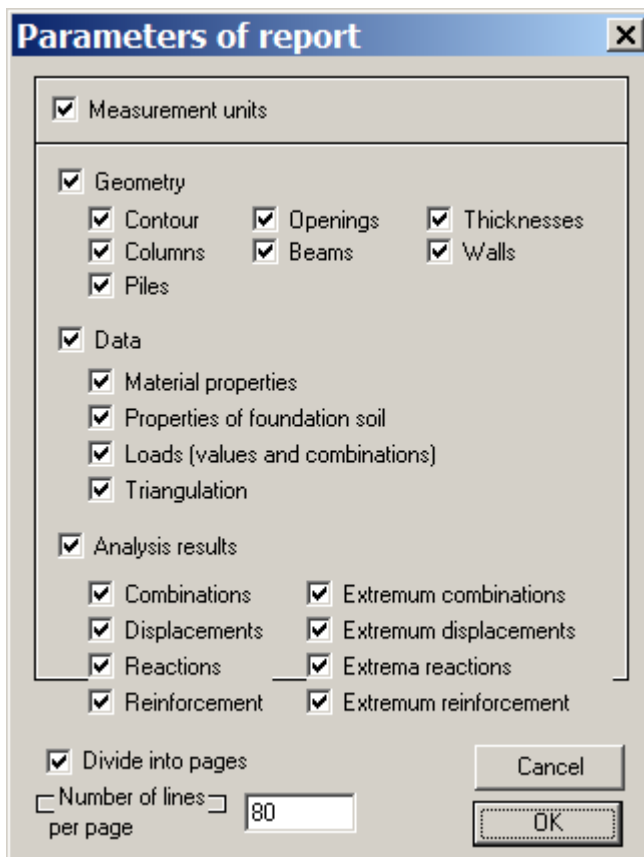 Parameters of report
Measurement units
Geometry
Contour Openings Thicknesses
Columns Beams Walls
Piles
Data
Material properties
Properties of foundation soil
Loads (values and combinations)
Triangulation
Analysis results
Combinations Extremum combinations
Displacements Extremum displacements
Reactions Extrema reactions
Reinforcement Extremum reinforcement
Divide into pages Cancel
Number of lines
per page 80 OK